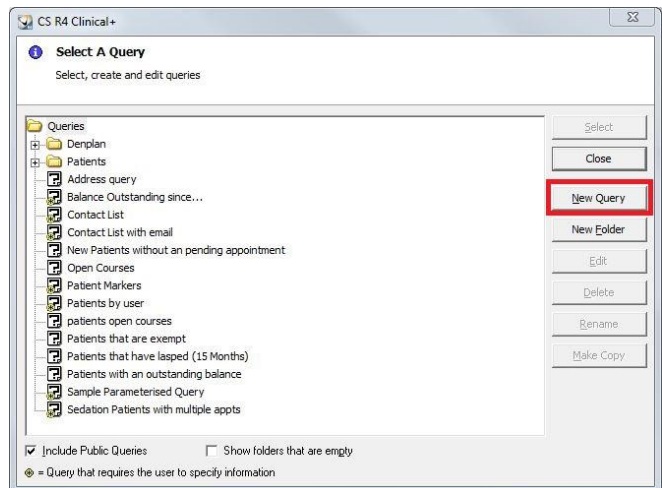 CS R4 Clinical+
Select A Query
Select, create and edit queries
Queries
Denplan
Patients
Address query
Balance Outstanding since...
Contact List
Contact List with email
New Patients without an pending appointment
Open Courses
Patient Markers
Patients by user
patients open courses
Patients that are exempt
Patients that have lasped (15 Months)
Patients with an outstanding balance
Sample Parameterised Query
Sedation Patients with multiple appts
Select
Close
New Query
New Folder
Edit
Delete
Rename
Make Copy
Include Public Queries
Show folders that are empty
= Query that requires the user to specify information